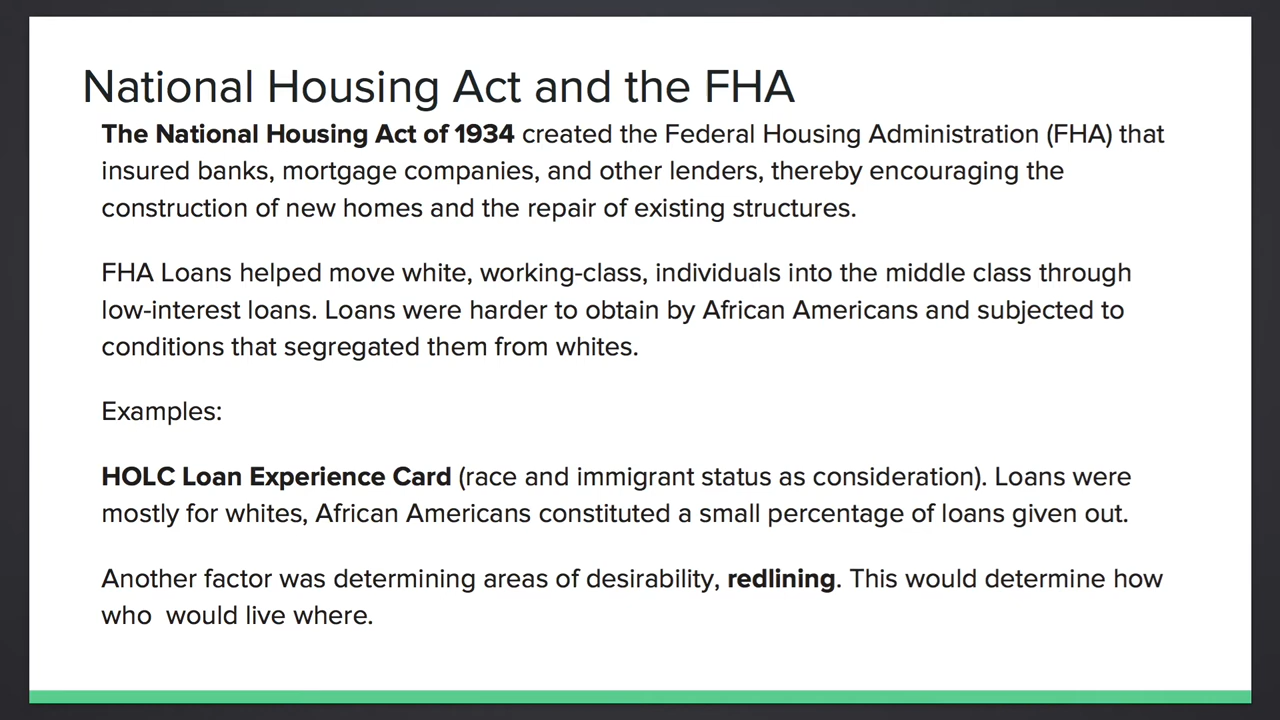 National Housing Act and the FHA
The National Housing Act of 1934 created the Federal Housing Administration (FHA) that
insured banks, mortgage companies, and other lenders, thereby encouraging the
construction of new homes and the repair of existing structures.
FHA Loans helped move white, working-class, individuals into the middle class through
low-interest loans. Loans were harder to obtain by African Americans and subjected to
conditions that segregated them from whites.
Examples:
HOLC Loan Experience Card (race and immigrant status as consideration). Loans were
mostly for whites, African Americans constituted a small percentage of loans given out.
Another factor was determining areas of desirability, redlining. This would determine how
who  would live where.